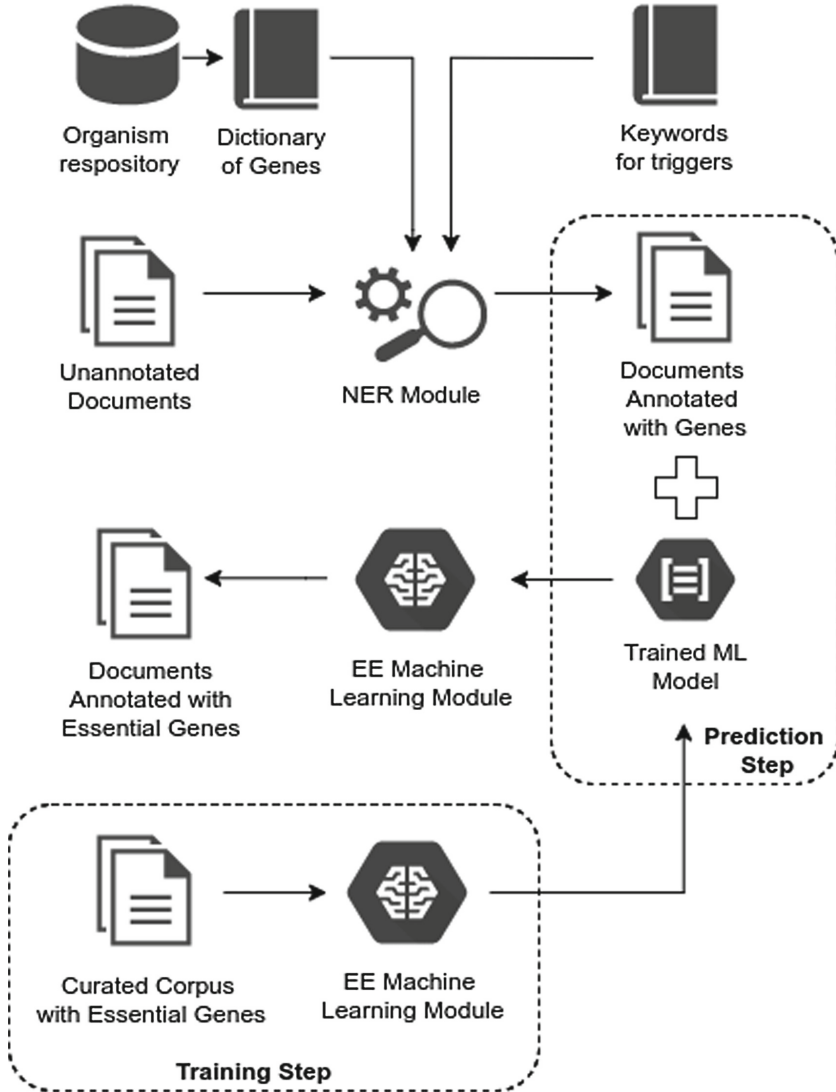 Organism
respository
Dictionary
of Genes
Keywords
for triggers
Unannotated
Documents
NER Module
Documents
Annotated
with Genes
Documents
Annotated with
Essential Genes
EE Machine
Learning Module
Trained ML
Model
Prediction
Step
Curated Corpus
with Essential Genes
EE Machine
Learning Module
Training Step